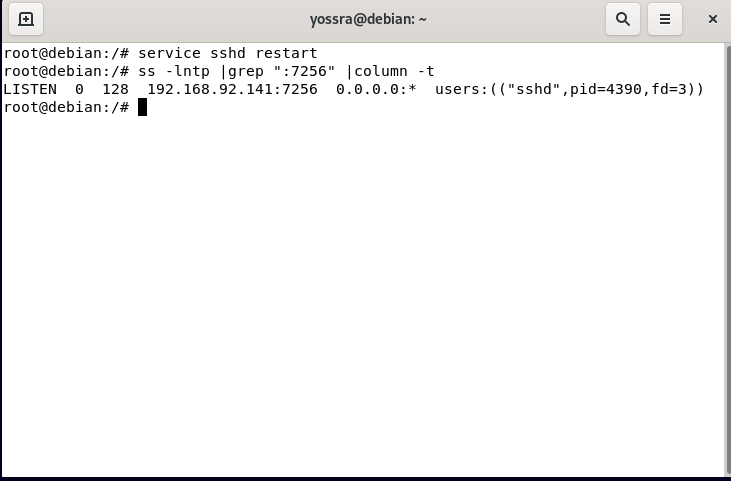 yossra@debian: ~
root@debian:/# service sshd restart
root@debian:/# ss -lntp |grep ":7256" |column -t
LISTEN  0  128  192.168.92.141:7256  0.0.0.0:*  users:(("sshd",pid=4390,fd=3))
root@debian:/#